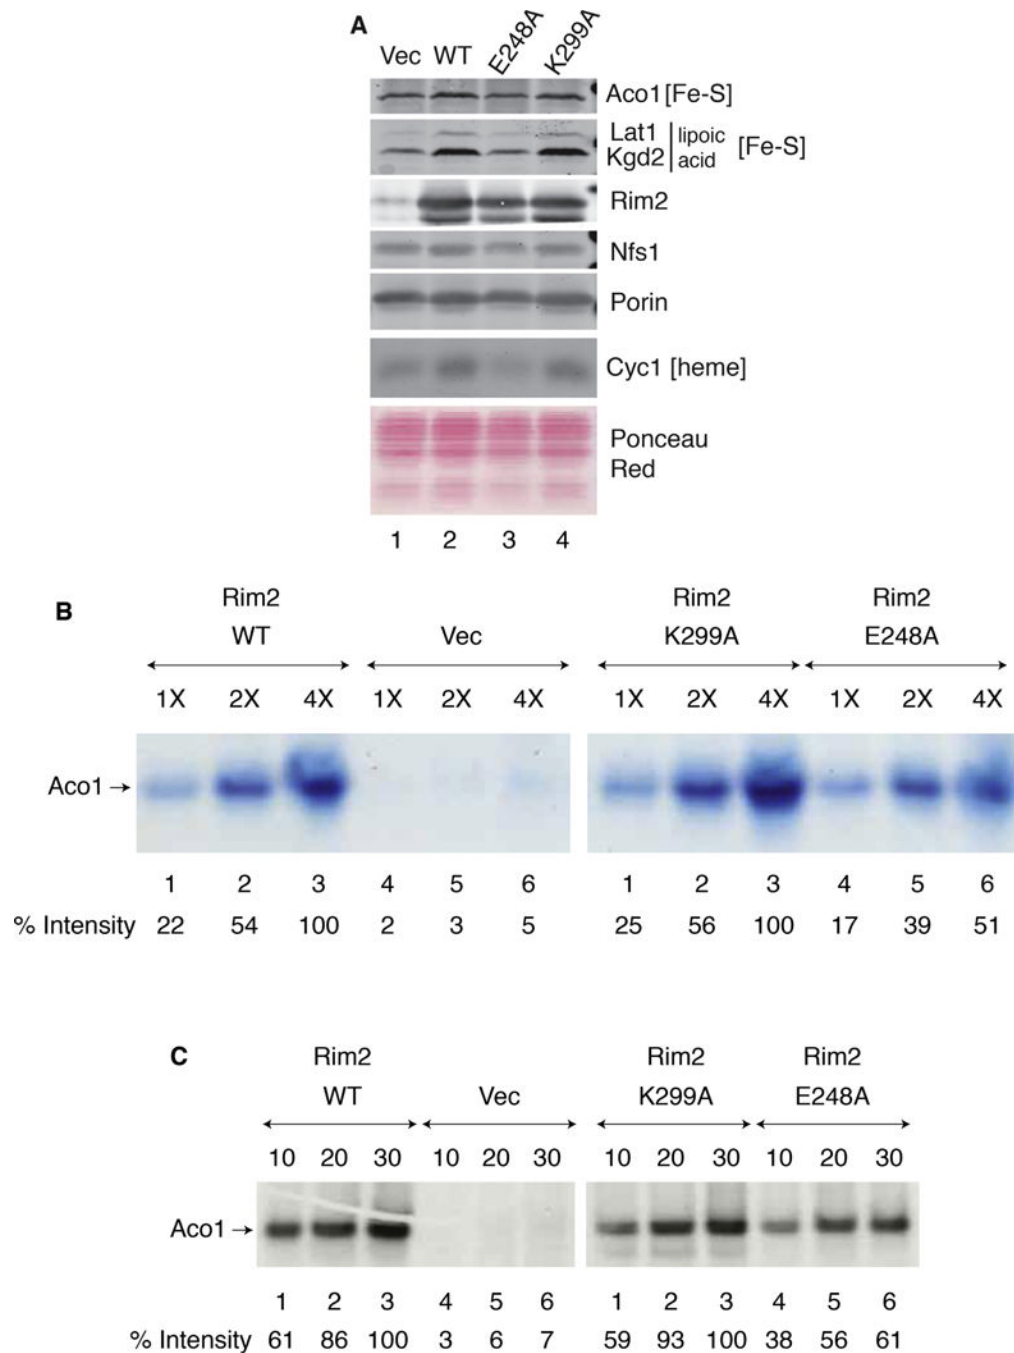 A
Vec WT E248A K299A
Aco1 [Fe-S]
Lat1 lipoic
Kgd2 acid [Fe-S]
Rim2
Nfs1
Porin
Cyc1 [heme]
Ponceau
Red
1 2 3 4
B
Rim2 Rim2 Rim2
WT Vec K299A E248A
1X 2X 4X 1X 2X 4X 1X 2X 4X 1X 2X 4X
Aco1
1 2 3 4 5 6 1 2 3 4 5 6
% Intensity 22 54 100 2 3 5 25 56 100 17 39 51
C
Rim2 Rim2 Rim2
WT Vec K299A E248A
10 20 30 10 20 30 10 20 30 10 20 30
Aco1
1 2 3 4 5 6 1 2 3 4 5 6
% Intensity 61 86 100 3 6 7 59 93 100 38 56 61